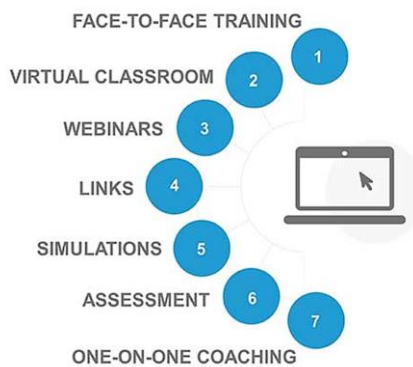 FACE-TO-FACE TRAINING
1
VIRTUAL CLASSROOM
2
WEBINARS
3
LINKS
4
SIMULATIONS
5
ASSESSMENT
6
7
ONE-ON-ONE COACHING